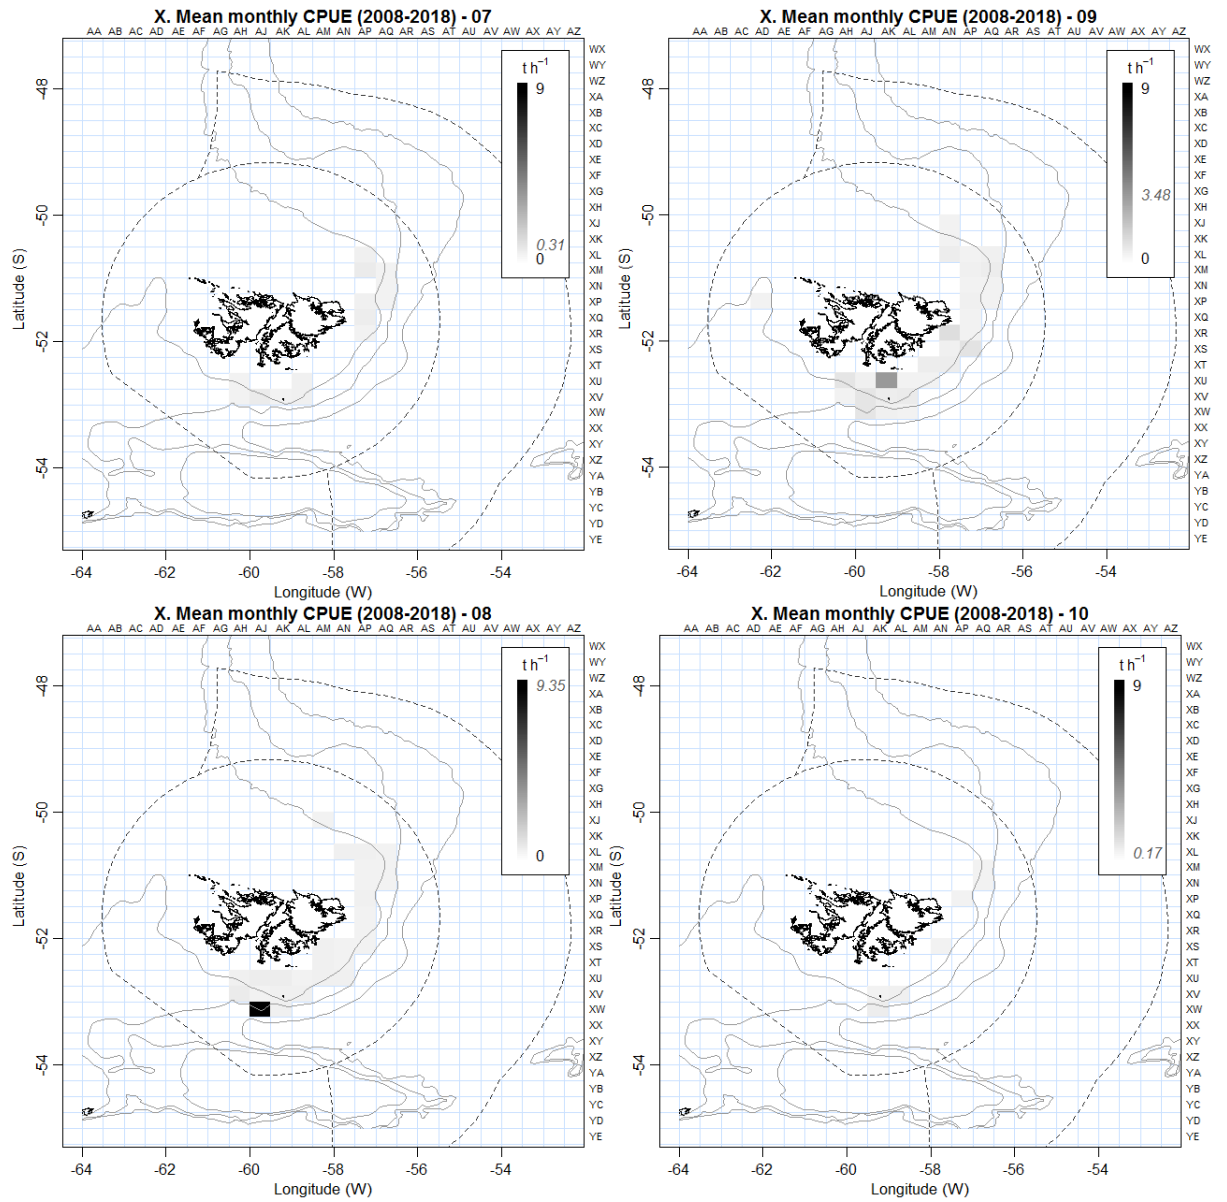 X. Mean monthly CPUE (2008-2018) - 07
AA AB AC AD AE AF AG AH AJ AK AL AM AN AP AQ AR AS AT AU AV AW AX AY AZ
WX
WY
WZ
XA
XB
XC
XD
XE
XF
XG
XH
XJ
XK
XL
XM
XN
XP
XQ
XR
XS
XT
XU
XV
XW
XX
XY
XZ
YA
YB
YC
YD
YE
t h⁻¹
9
0.31
0
-48
-50
-52
-54
Latitude (S)
-64 -62 -60 -58 -56 -54
Longitude (W)
X. Mean monthly CPUE (2008-2018) - 09
AA AB AC AD AE AF AG AH AJ AK AL AM AN AP AQ AR AS AT AU AV AW AX AY AZ
WX
WY
WZ
XA
XB
XC
XD
XE
XF
XG
XH
XJ
XK
XL
XM
XN
XP
XQ
XR
XS
XT
XU
XV
XW
XX
XY
XZ
YA
YB
YC
YD
YE
t h⁻¹
9
3.48
0
-48
-50
-52
-54
Latitude (S)
-64 -62 -60 -58 -56 -54
Longitude (W)
X. Mean monthly CPUE (2008-2018) - 08
AA AB AC AD AE AF AG AH AJ AK AL AM AN AP AQ AR AS AT AU AV AW AX AY AZ
WX
WY
WZ
XA
XB
XC
XD
XE
XF
XG
XH
XJ
XK
XL
XM
XN
XP
XQ
XR
XS
XT
XU
XV
XW
XX
XY
XZ
YA
YB
YC
YD
YE
t h⁻¹
9.35
0
-48
-50
-52
-54
Latitude (S)
-64 -62 -60 -58 -56 -54
Longitude (W)
X. Mean monthly CPUE (2008-2018) - 10
AA AB AC AD AE AF AG AH AJ AK AL AM AN AP AQ AR AS AT AU AV AW AX AY AZ
WX
WY
WZ
XA
XB
XC
XD
XE
XF
XG
XH
XJ
XK
XL
XM
XN
XP
XQ
XR
XS
XT
XU
XV
XW
XX
XY
XZ
YA
YB
YC
YD
YE
t h⁻¹
9
0.17
-48
-50
-52
-54
Latitude (S)
-64 -62 -60 -58 -56 -54
Longitude (W)